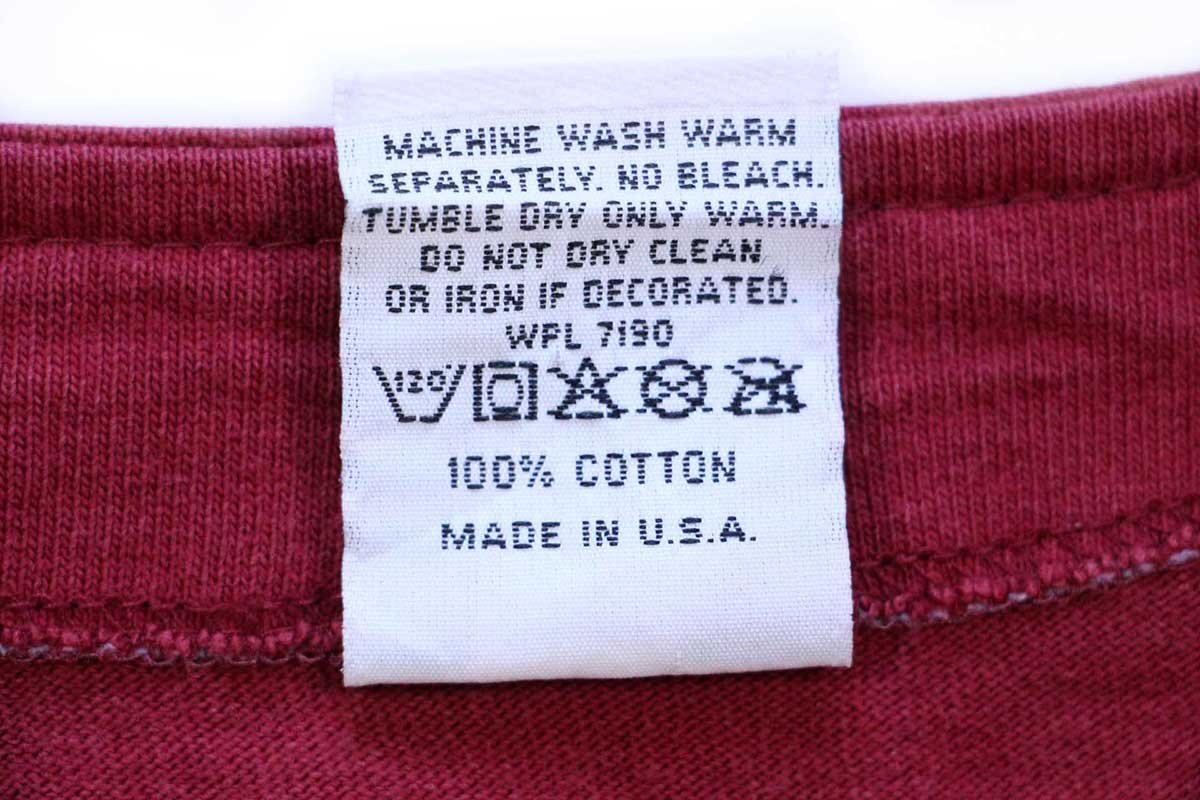 MACHINE WASH WARM
SEPARATELY. NO BLEACH.
TUMBLE DRY ONLY WARM.
DO NOT DRY CLEAN
OR IRON IF DECORATED.
WPL 7190
120°
100% COTTON
MADE IN U.S.A.